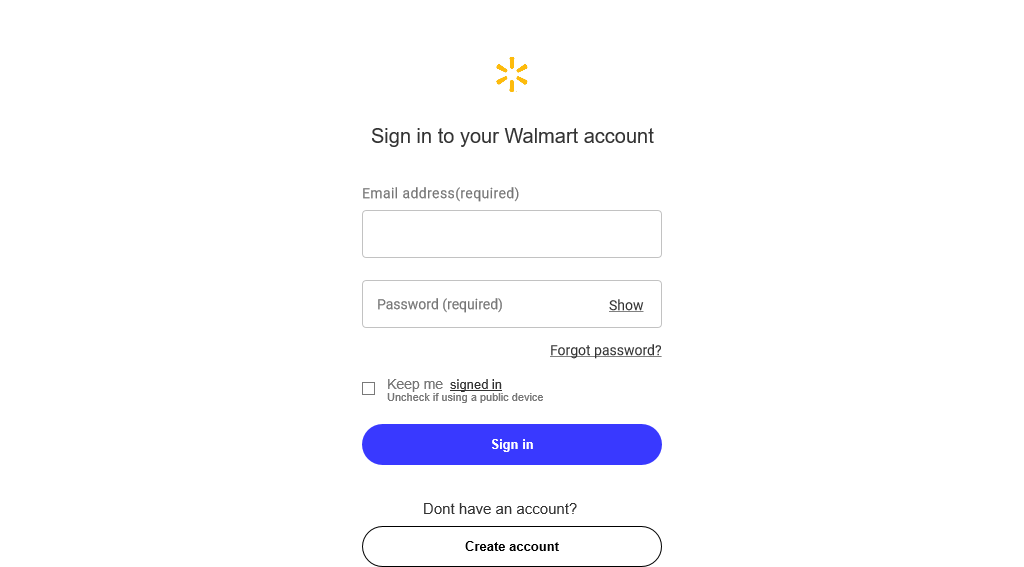 Sign in to your Walmart account
Email address(required)
Password (required) Show
Forgot password?
Keep me signed in
Uncheck if using a public device
Sign in
Dont have an account?
Create account